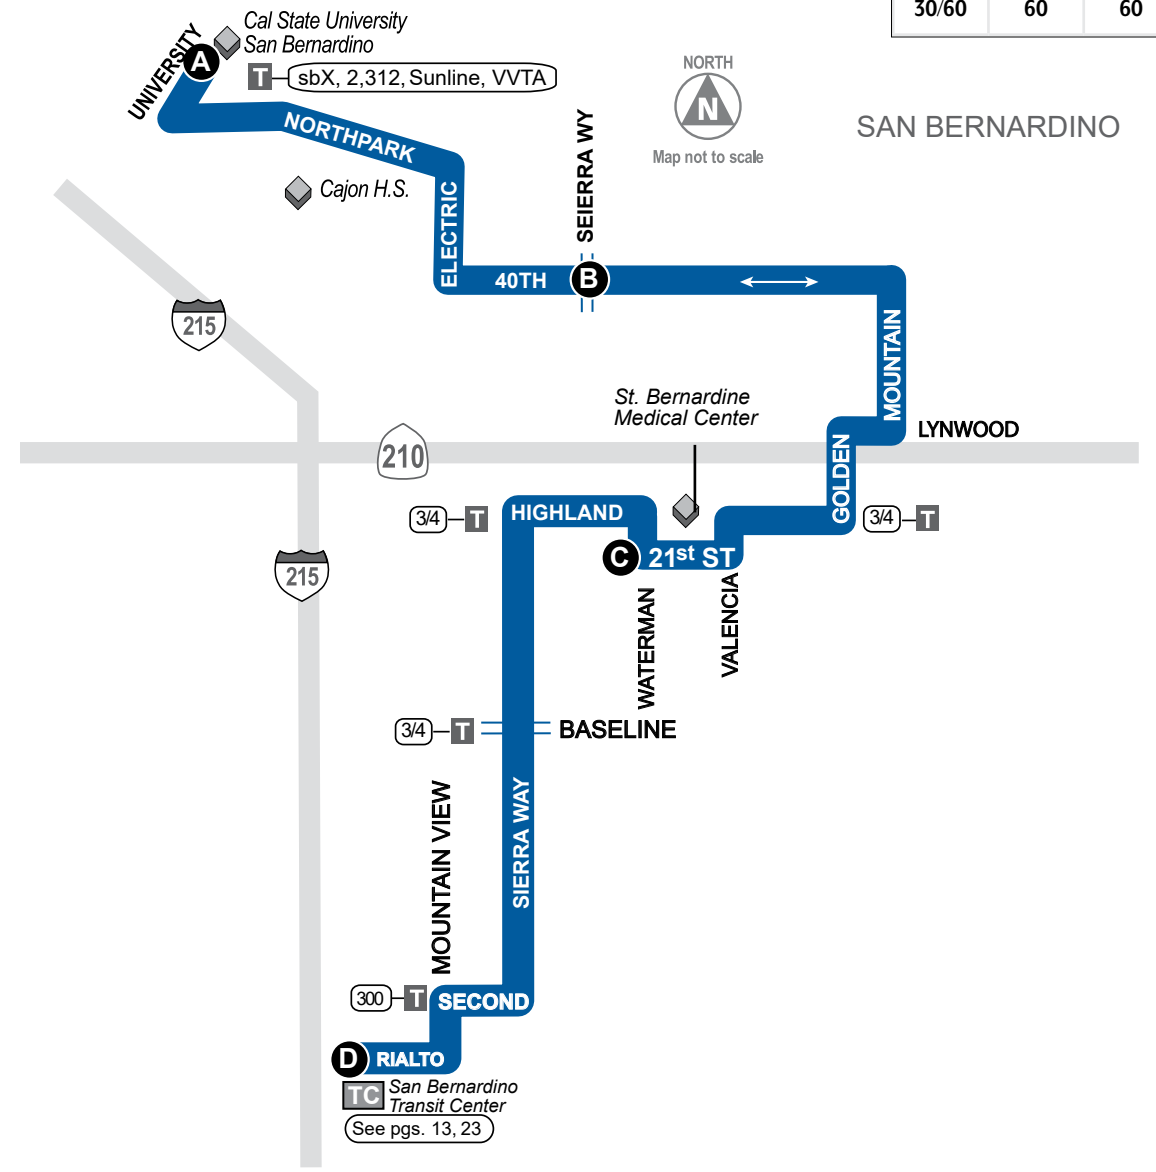 30/60 60 60
Cal State University
San Bernardino
UNIVERSITY
A
T
sbX, 2,312, Sunline, VVTA
NORTH
N
Map not to scale
SAN BERNARDINO
NORTHPARK
Cajon H.S.
ELECTRIC
SEIERRA WY
40TH
B
215
MOUNTAIN
St. Bernardine
Medical Center
LYNWOOD
210
GOLDEN
3/4
T
HIGHLAND
3/4
T
C
21st ST
215
WATERMAN
VALENCIA
3/4
T
BASELINE
MOUNTAIN VIEW
SIERRA WAY
300
T
SECOND
D
RIALTO
TC
San Bernardino
Transit Center
See pgs. 13, 23